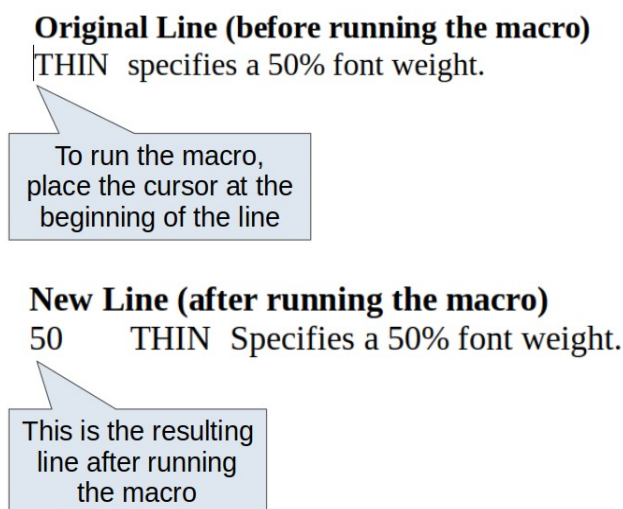 Original Line (before running the macro)
THIN specifies a 50% font weight.
To run the macro,
place the cursor at the
beginning of the line
New Line (after running the macro)
50 THIN Specifies a 50% font weight.
This is the resulting
line after running
the macro